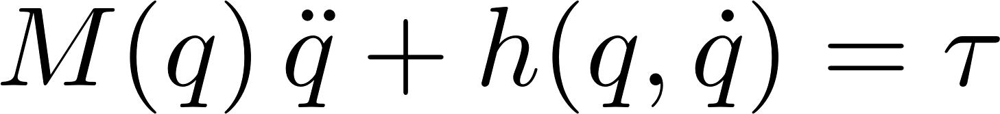 M(q)q̈ + h(q, q̇) = τ